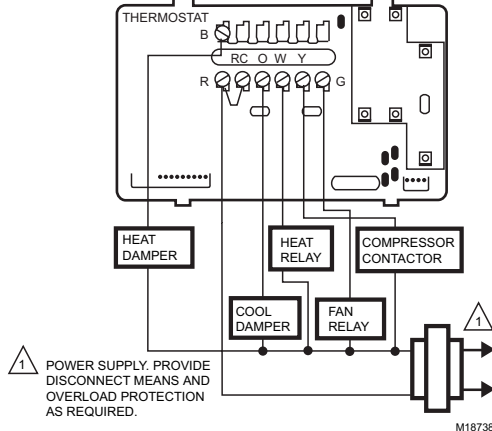 THERMOSTAT
B
RC O W Y
R G
HEAT
DAMPER
HEAT
RELAY
COMPRESSOR
CONTACTOR
COOL
DAMPER
FAN
RELAY
1
1 POWER SUPPLY. PROVIDE
DISCONNECT MEANS AND
OVERLOAD PROTECTION
AS REQUIRED.
M18738